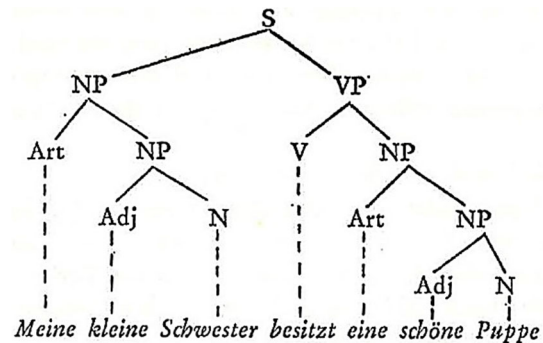 S
NP VP
Art NP V NP
Adj N Art NP
Adj N
Meine kleine Schwester besitzt eine schöne Puppe